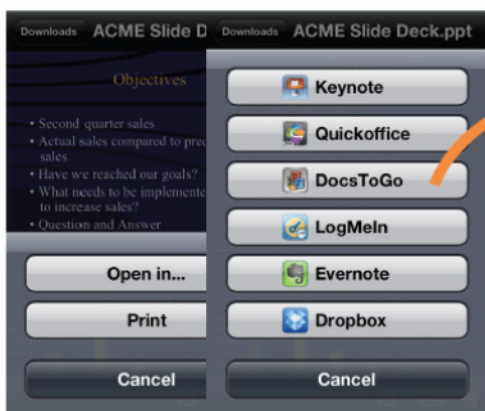 Downloads ACME Slide D
Objectives
• Second quarter sales
• Actual sales compared to prec
sales
• Have we reached our goals?
• What needs to be implemente
to increase sales?
• Question and Answer
Open in...
Print
Cancel
Downloads ACME Slide Deck.ppt
Keynote
Quickoffice
DocsToGo
LogMeIn
Evernote
Dropbox
Cancel